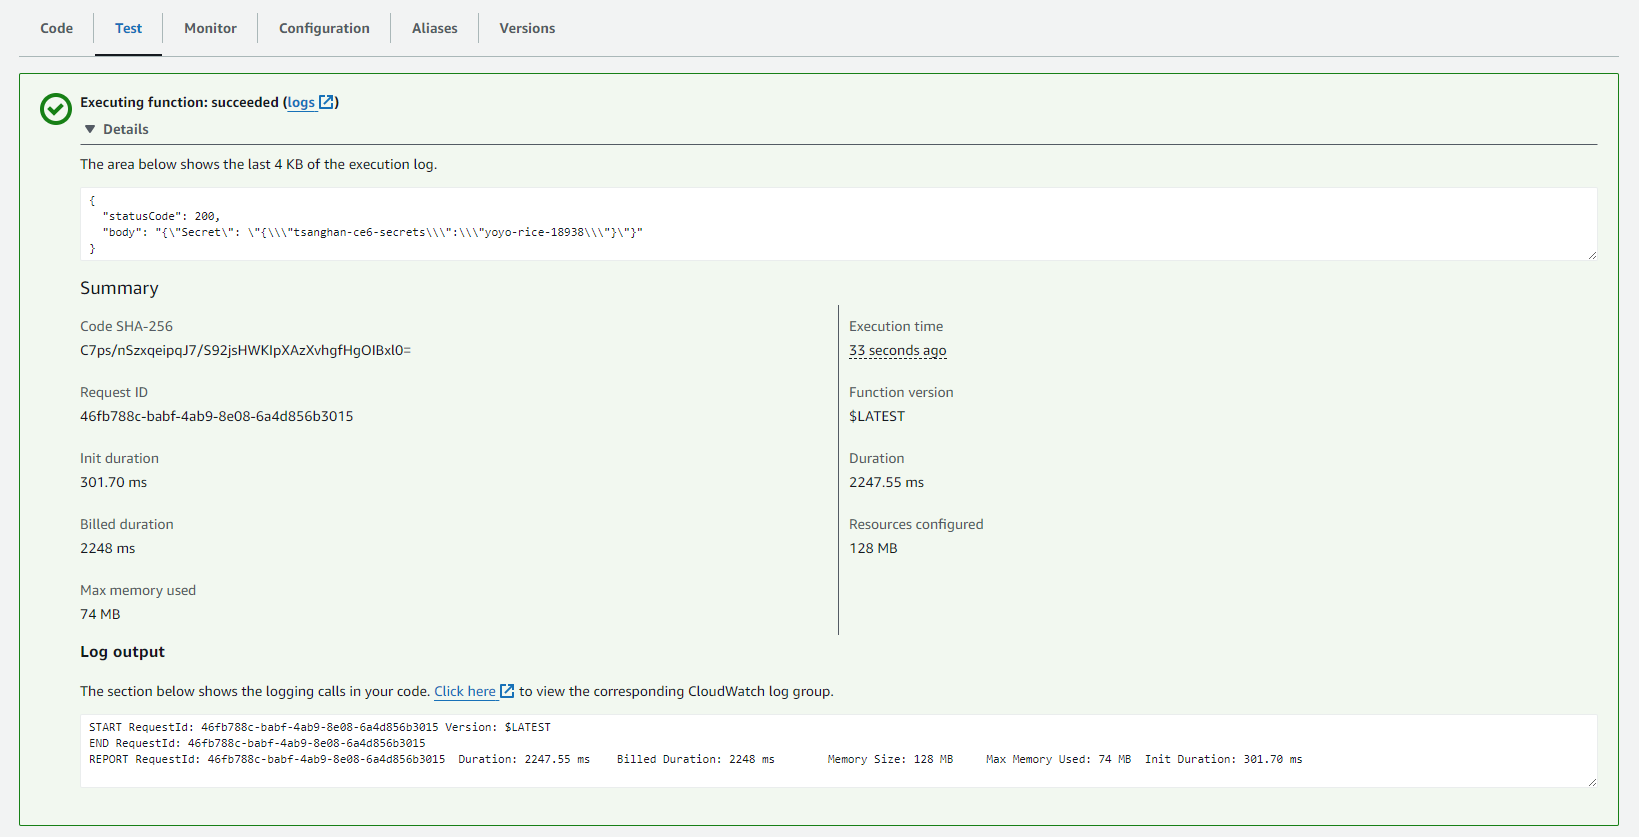 Code Test Monitor Configuration Aliases Versions
Executing function: succeeded (logs)
Details
The area below shows the last 4 KB of the execution log.
{
"statusCode": 200,
"body": "{\"Secret\": \"{\\\"tsanghan-ce6-secrets\\\":\\\"yoyo-rice-18938\\\"}\"}"
}
Summary
Code SHA-256
C7ps/nSzxqeipqJ7/S92jsHWKIpXAzXvhgfHgOIBxl0=
Execution time
33 seconds ago
Request ID
46fb788c-babf-4ab9-8e08-6a4d856b3015
Function version
$LATEST
Init duration
301.70 ms
Duration
2247.55 ms
Billed duration
2248 ms
Resources configured
128 MB
Max memory used
74 MB
Log output
The section below shows the logging calls in your code. Click here to view the corresponding CloudWatch log group.
START RequestId: 46fb788c-babf-4ab9-8e08-6a4d856b3015 Version: $LATEST
END RequestId: 46fb788c-babf-4ab9-8e08-6a4d856b3015
REPORT RequestId: 46fb788c-babf-4ab9-8e08-6a4d856b3015 Duration: 2247.55 ms Billed Duration: 2248 ms Memory Size: 128 MB Max Memory Used: 74 MB Init Duration: 301.70 ms